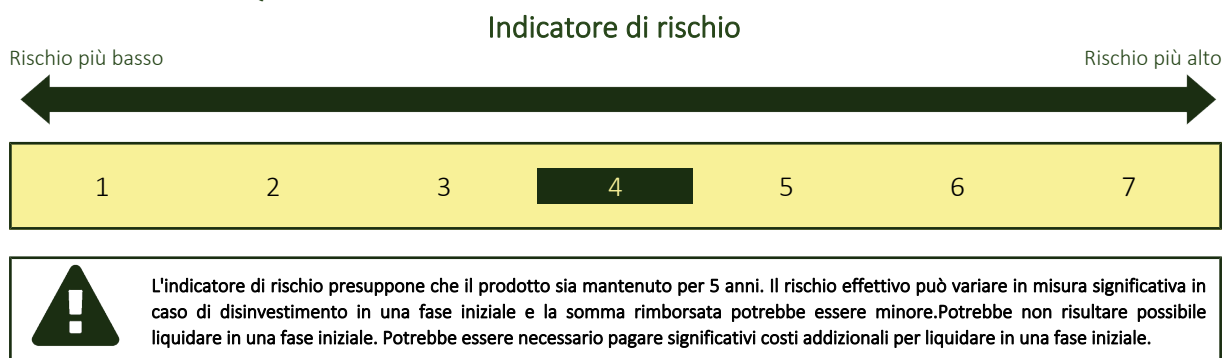 Indicatore di rischio
Rischio più basso
Rischio più alto
1 2 3 4 5 6 7
L'indicatore di rischio presuppone che il prodotto sia mantenuto per 5 anni. Il rischio effettivo può variare in misura significativa in
caso di disinvestimento in una fase iniziale e la somma rimborsata potrebbe essere minore.Potrebbe non risultare possibile
liquidare in una fase iniziale. Potrebbe essere necessario pagare significativi costi addizionali per liquidare in una fase iniziale.